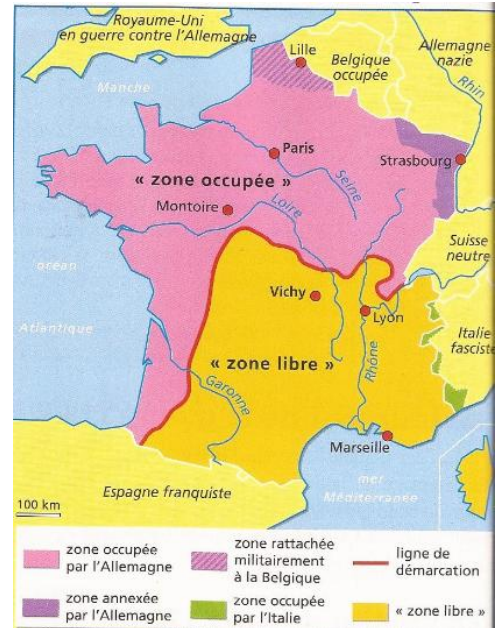 Royaume-Uni
en guerre contre l'Allemagne
Lille
Belgique
occupée
Allemagne
nazie
Rhin
Manche
Paris
Strasbourg
« zone occupée »
Seine
Montoire
Loire
Suisse
neutre
océan
Vichy
Lyon
Atlantique
« zone libre »
Italie
fasciste
Garonne
Rhône
Marseille
mer
Méditerranée
Espagne franquiste
100 km
zone occupée
par l'Allemagne
zone rattachée
militairement
à la Belgique
ligne de
démarcation
zone annexée
par l'Allemagne
zone occupée
par l'Italie
« zone libre »